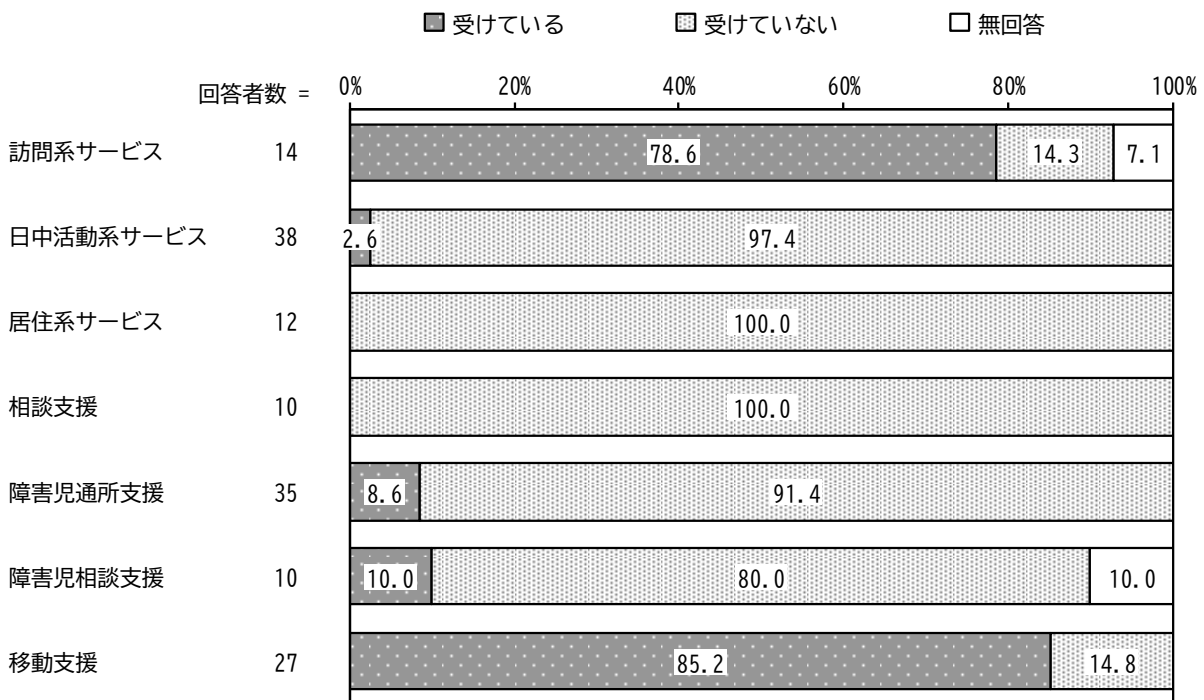 受けている 受けていない 無回答
回答者数 = 0% 20% 40% 60% 80% 100%
訪問系サービス 14 78.6 14.3 7.1
日中活動系サービス 38 2.6 97.4
居住系サービス 12 100.0
相談支援 10 100.0
障害児通所支援 35 8.6 91.4
障害児相談支援 10 10.0 80.0 10.0
移動支援 27 85.2 14.8